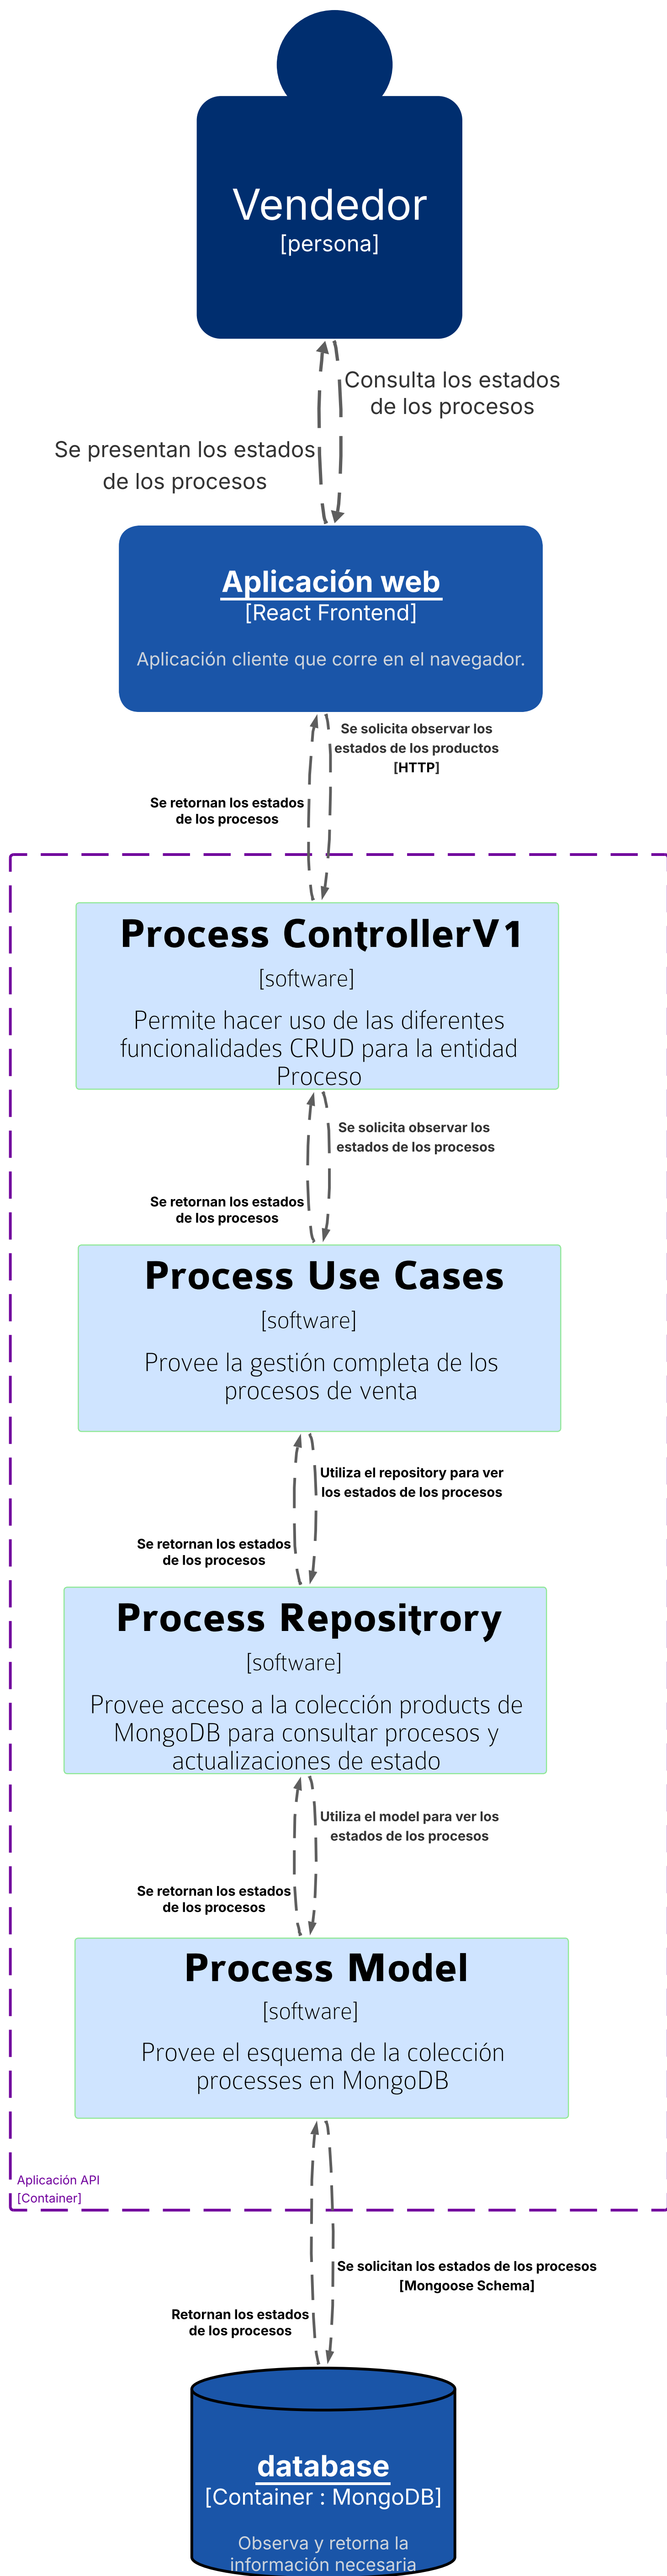 Vendedor
[persona]
Consulta los estados
de los procesos
Se presentan los estados
de los procesos
Aplicación web
[React Frontend]
Aplicación cliente que corre en el navegador.
Se solicita observar los
estados de los productos
[HTTP]
Se retornan los estados
de los procesos
Process ControllerV1
[software]
Permite hacer uso de las diferentes
funcionalidades CRUD para la entidad
Proceso
Se solicita observar los
estados de los procesos
Se retornan los estados
de los procesos
Process Use Cases
[software]
Provee la gestión completa de los
procesos de venta
Utiliza el repository para ver
los estados de los procesos
Se retornan los estados
de los procesos
Process Repositrory
[software]
Provee acceso a la colección products de
MongoDB para consultar procesos y
actualizaciones de estado
Utiliza el model para ver los
estados de los procesos
Se retornan los estados
de los procesos
Process Model
[software]
Provee el esquema de la colección
processes en MongoDB
Aplicación API
[Container]
Se solicitan los estados de los procesos
[Mongoose Schema]
Retornan los estados
de los procesos
database
[Container : MongoDB]
Observa y retorna la
información necesaria